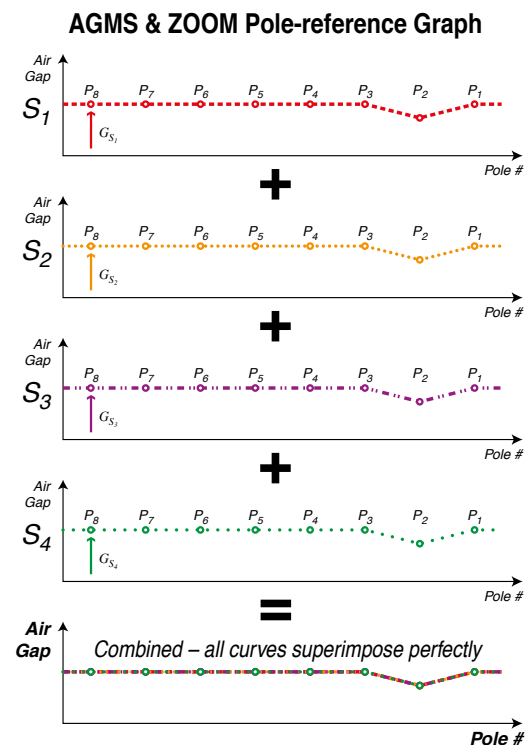 AGMS & ZOOM Pole-reference Graph
Air
Gap
P8 P7 P6 P5 P4 P3 P2 P1
S1
GS1
Pole #
+
Air
Gap
P8 P7 P6 P5 P4 P3 P2 P1
S2
GS2
Pole #
+
Air
Gap
P8 P7 P6 P5 P4 P3 P2 P1
S3
GS3
Pole #
+
Air
Gap
P8 P7 P6 P5 P4 P3 P2 P1
S4
GS4
Pole #
=
Air
Gap
Combined – all curves superimpose perfectly
Pole #